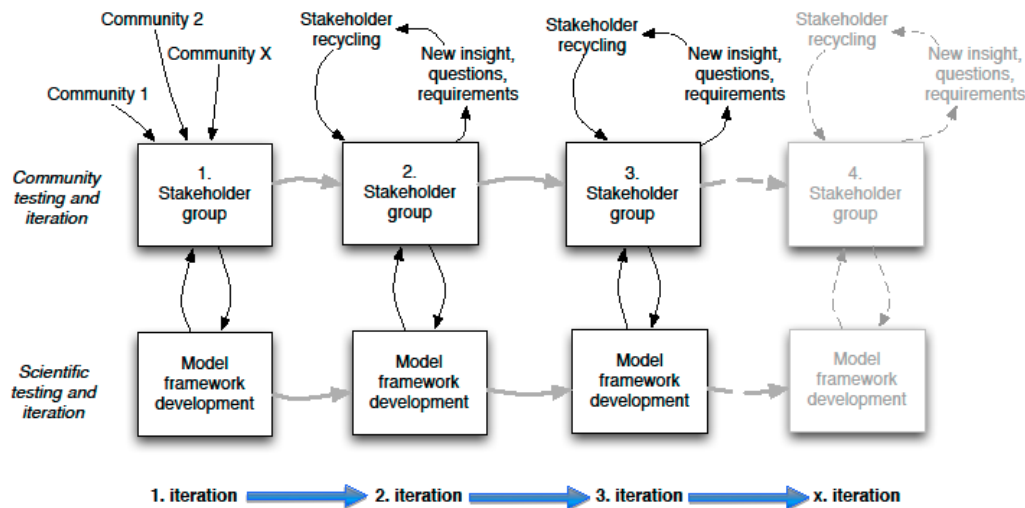 Community 2
Community X
Community 1
Stakeholder
recycling
New insight,
questions,
requirements
Stakeholder
recycling
New insight,
questions,
requirements
Stakeholder
recycling
New insight,
questions,
requirements
Community
testing and
iteration
1.
Stakeholder
group
2.
Stakeholder
group
3.
Stakeholder
group
4.
Stakeholder
group
Scientific
testing and
iteration
Model
framework
development
Model
framework
development
Model
framework
development
Model
framework
development
1. iteration
2. iteration
3. iteration
x. iteration